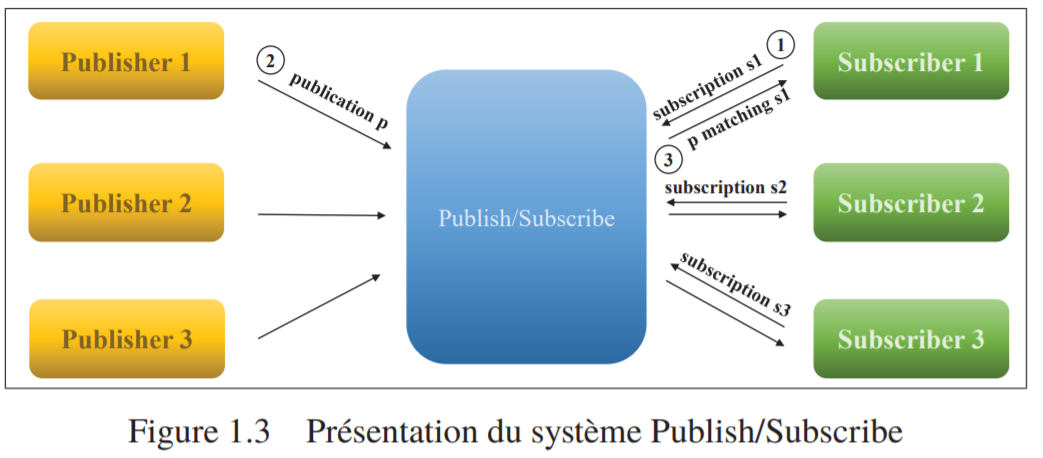 Publisher 1
2
publication p
1
subscription s1
p matching s1
3
Subscriber 1
Publisher 2
Publish/Subscribe
subscription s2
Subscriber 2
Publisher 3
subscription s3
Subscriber 3
Figure 1.3 Présentation du système Publish/Subscribe